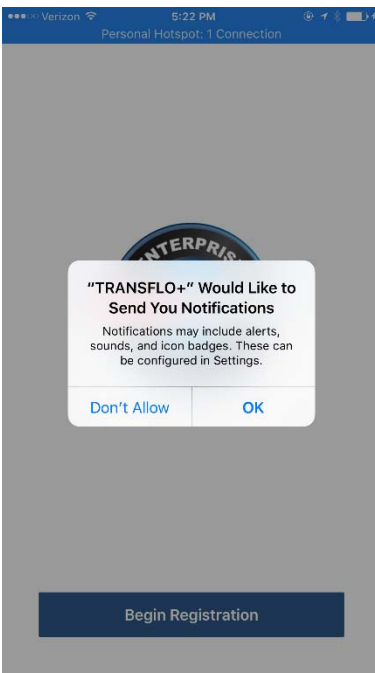 Verizon 5:22 PM
Personal Hotspot: 1 Connection
ENTERPRIS
"TRANSFLO+" Would Like to
Send You Notifications
Notifications may include alerts,
sounds, and icon badges. These can
be configured in Settings.
Don't Allow OK
Begin Registration